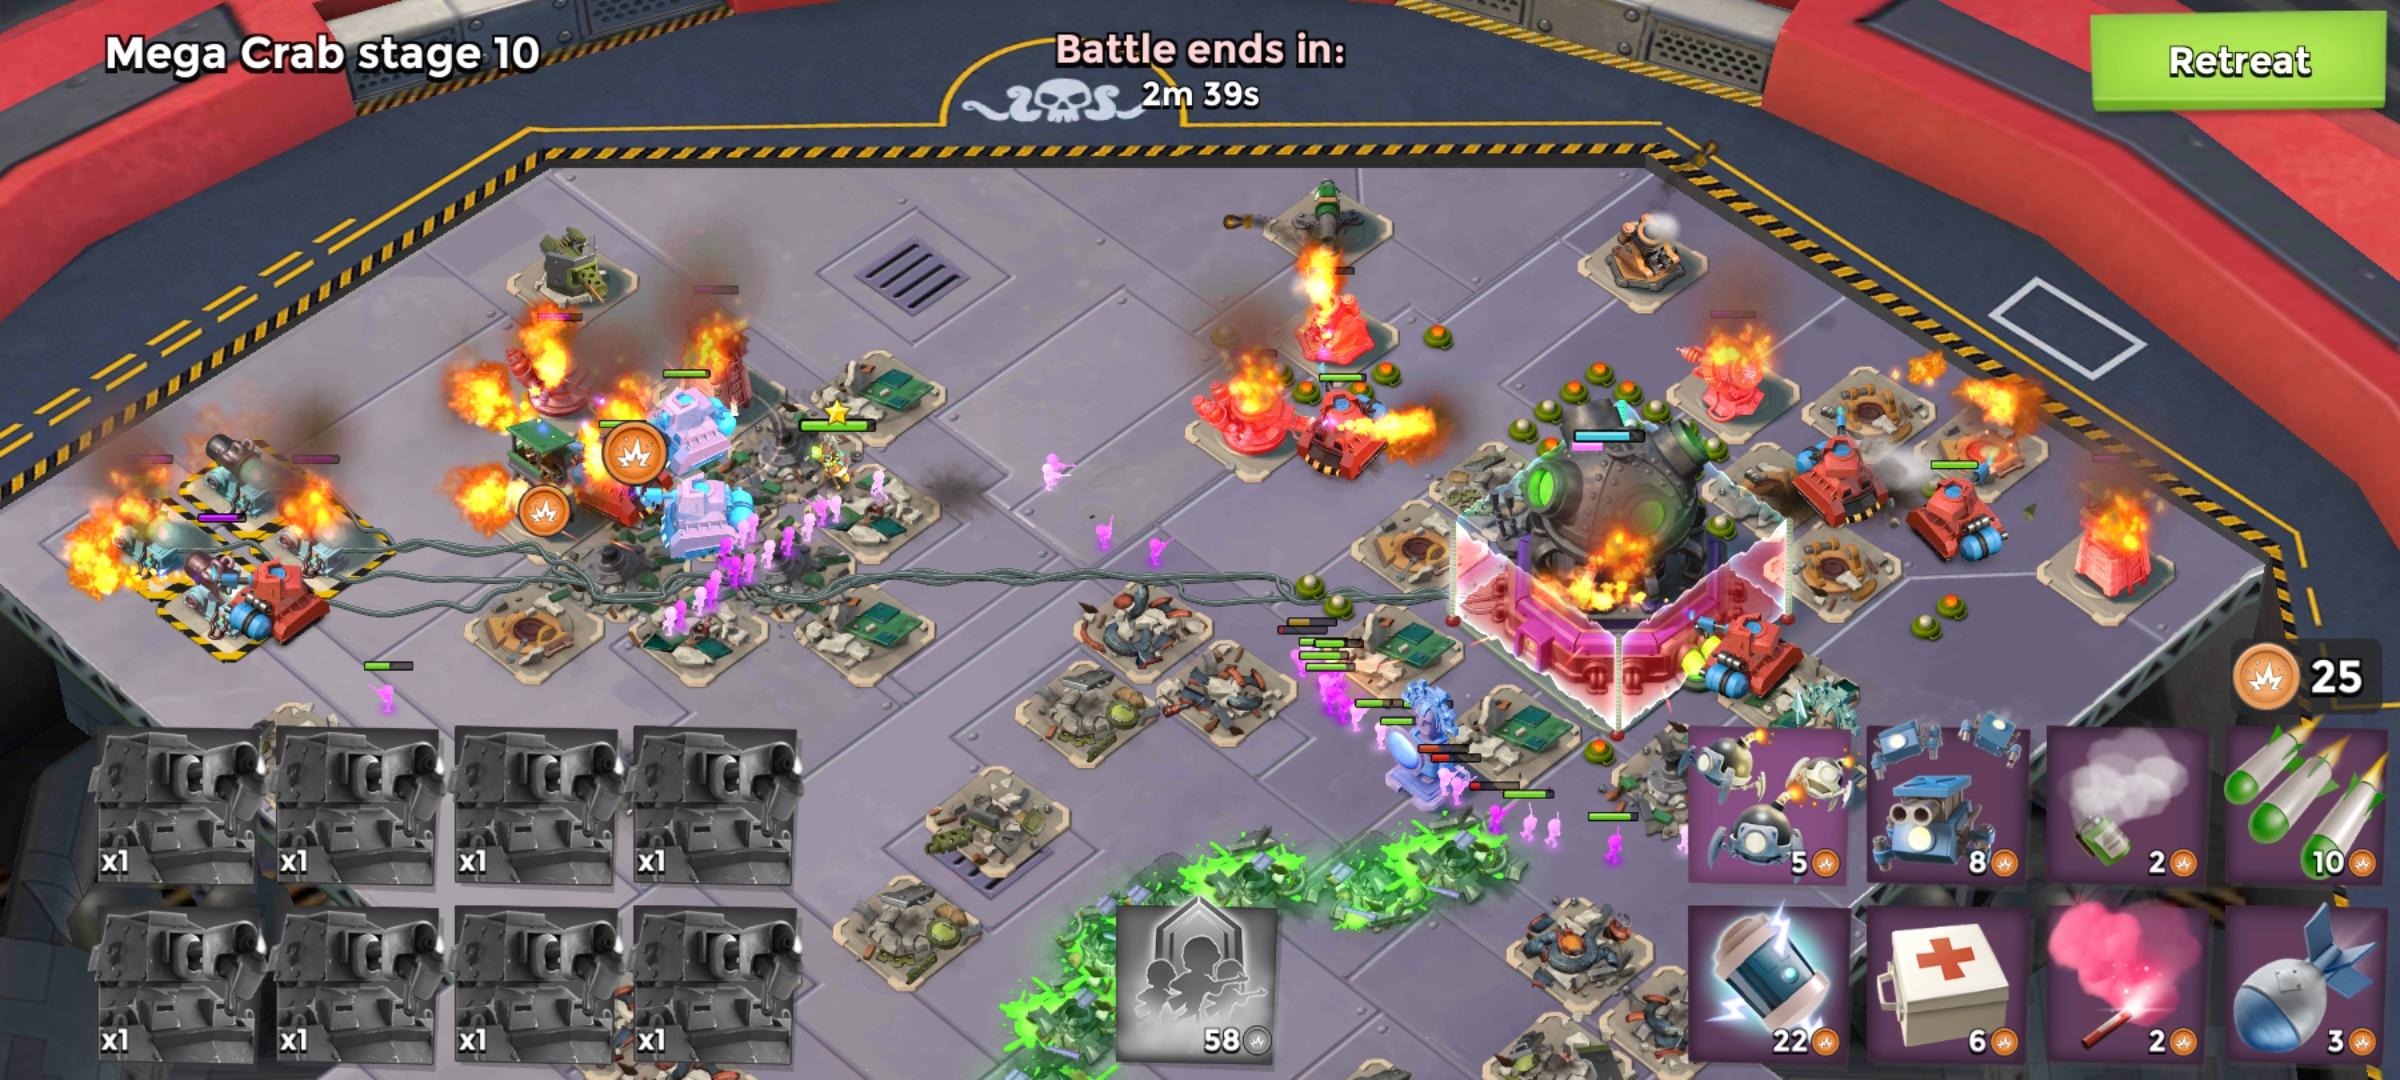 Mega Crab stage 10
Battle ends in:
2m 39s
Retreat
25
x1
x1
x1
x1
5
8
2
10
x1
x1
x1
x1
58
22
6
2
3